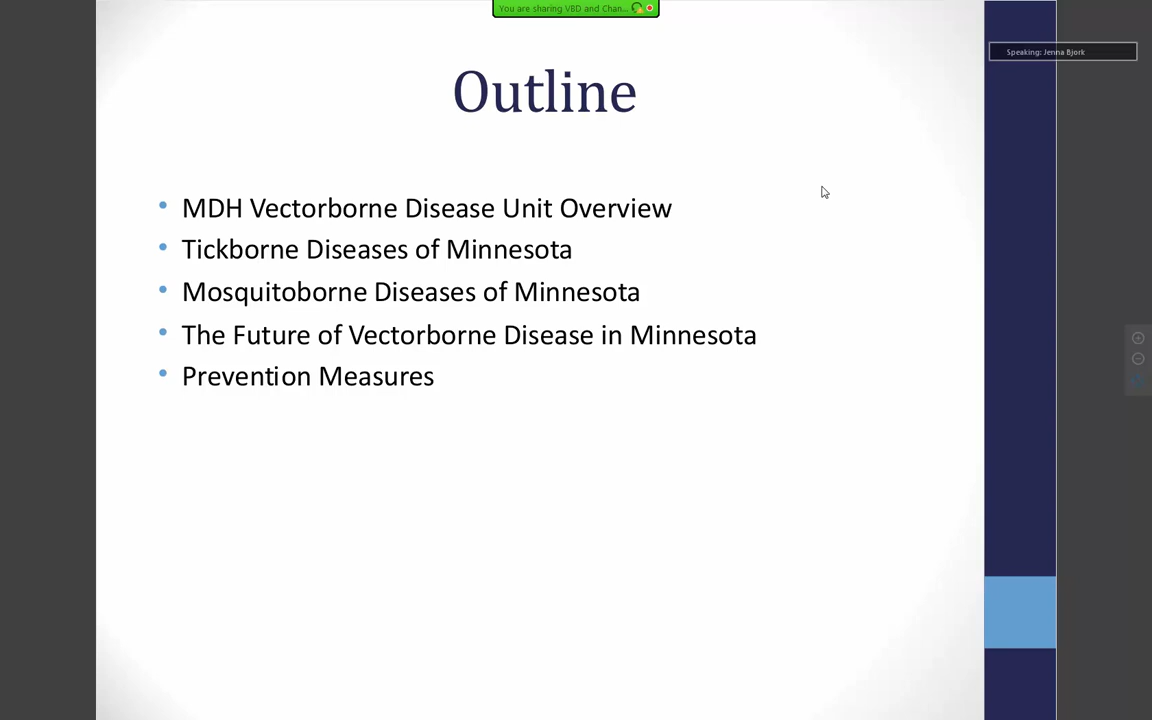 You are sharing VBD and Chan...
Speaking: Jenna Bjork
Outline
• MDH Vectorborne Disease Unit Overview
• Tickborne Diseases of Minnesota
• Mosquitoborne Diseases of Minnesota
• The Future of Vectorborne Disease in Minnesota
• Prevention Measures